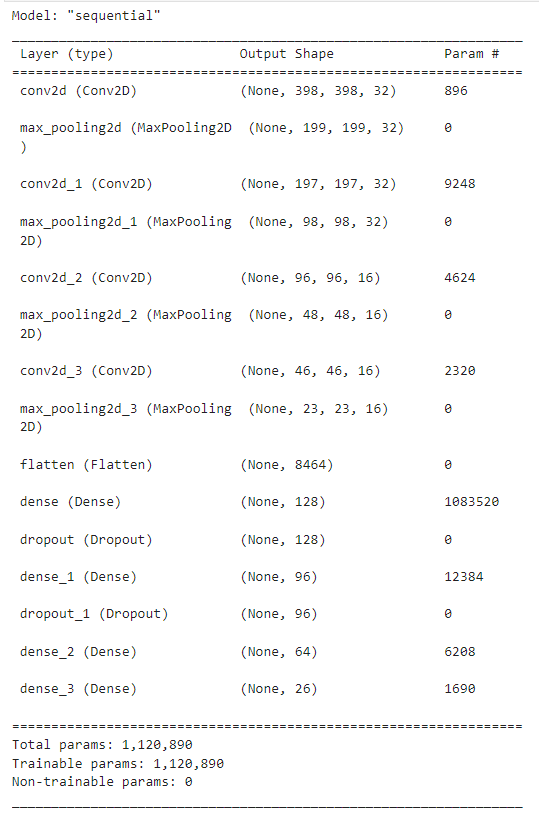 Model: "sequential"
_________________________________________________________________
Layer (type) Output Shape Param #
=================================================================
conv2d (Conv2D) (None, 398, 398, 32) 896
max_pooling2d (MaxPooling2D (None, 199, 199, 32) 0
)
conv2d_1 (Conv2D) (None, 197, 197, 32) 9248
max_pooling2d_1 (MaxPooling (None, 98, 98, 32) 0
2D)
conv2d_2 (Conv2D) (None, 96, 96, 16) 4624
max_pooling2d_2 (MaxPooling (None, 48, 48, 16) 0
2D)
conv2d_3 (Conv2D) (None, 46, 46, 16) 2320
max_pooling2d_3 (MaxPooling (None, 23, 23, 16) 0
2D)
flatten (Flatten) (None, 8464) 0
dense (Dense) (None, 128) 1083520
dropout (Dropout) (None, 128) 0
dense_1 (Dense) (None, 96) 12384
dropout_1 (Dropout) (None, 96) 0
dense_2 (Dense) (None, 64) 6208
dense_3 (Dense) (None, 26) 1690
=================================================================
Total params: 1,120,890
Trainable params: 1,120,890
Non-trainable params: 0
_________________________________________________________________